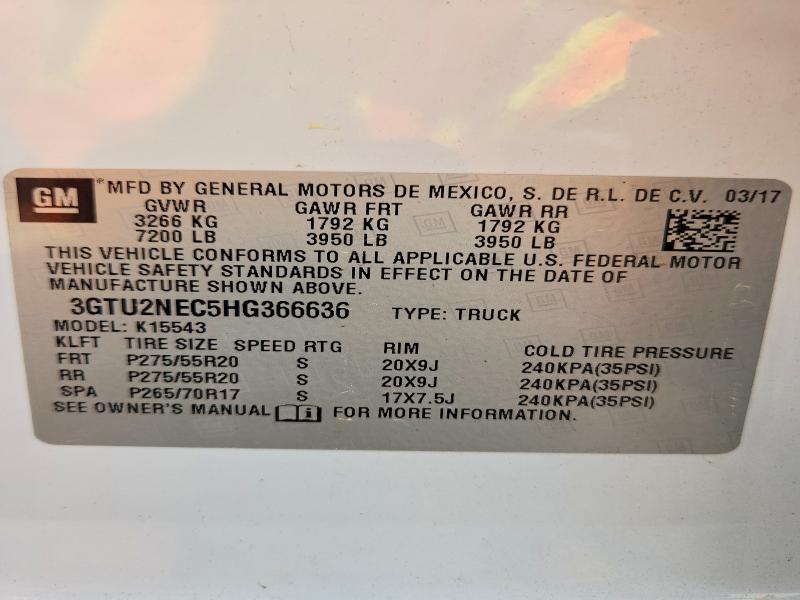 GM *MFD BY GENERAL MOTORS DE MEXICO, S. DE R.L. DE C.V. 03/17
GVWR GAWR FRT GAWR RR
3266 KG 1792 KG 1792 KG
7200 LB 3950 LB 3950 LB
THIS VEHICLE CONFORMS TO ALL APPLICABLE U.S. FEDERAL MOTOR
VEHICLE SAFETY STANDARDS IN EFFECT ON THE DATE OF
MANUFACTURE SHOWN ABOVE.
3GTU2NEC5HG366636 TYPE: TRUCK
MODEL: K15543
KLFT TIRE SIZE SPEED RTG RIM COLD TIRE PRESSURE
FRT P275/55R20 S 20X9J 240KPA(35PSI)
RR P275/55R20 S 20X9J 240KPA(35PSI)
SPA P265/70R17 S 17X7.5J 240KPA(35PSI)
SEE OWNER'S MANUAL FOR MORE INFORMATION.